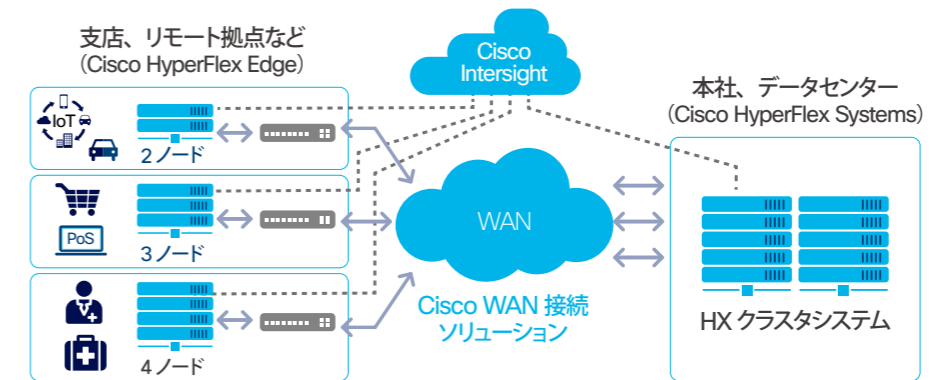 支店、リモート拠点など
（Cisco HyperFlex Edge）
Cisco
Intersight
本社、データセンター
（Cisco HyperFlex Systems）
IoT
2 ノード
PoS
3 ノード
4 ノード
WAN
Cisco WAN 接続
ソリューション
HX クラスタシステム